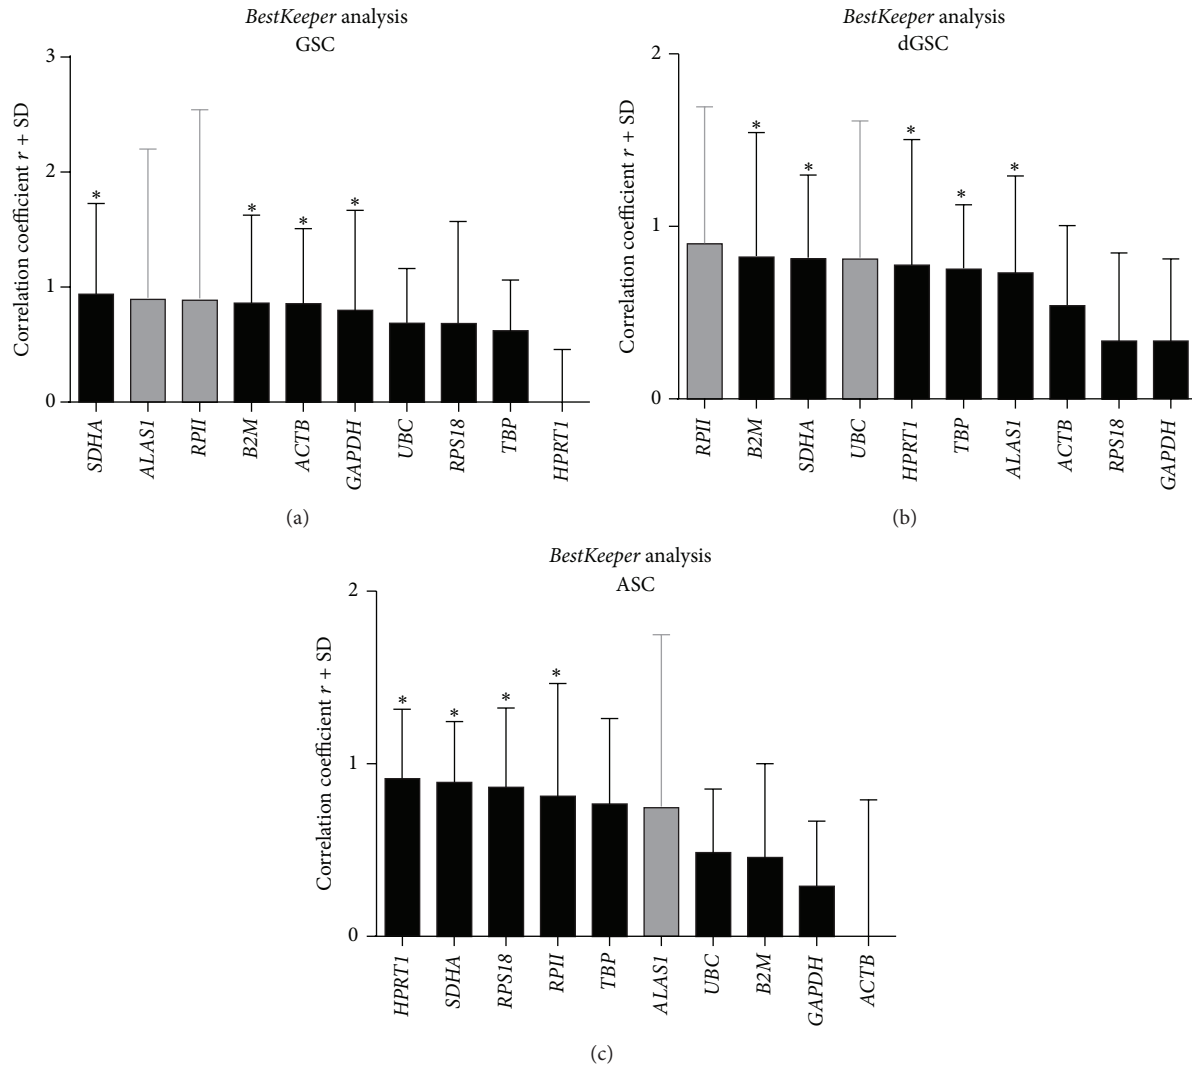 BestKeeper analysis
GSC
Correlation coefficient r + SD
3
2
1
0
* * * * 
SDHA ALAS1 RPII B2M ACTB GAPDH UBC RPS18 TBP HPRT1
(a)
BestKeeper analysis
dGSC
Correlation coefficient r + SD
2
1
0
* * * * *
RPII B2M SDHA UBC HPRT1 TBP ALAS1 ACTB RPS18 GAPDH
(b)
BestKeeper analysis
ASC
Correlation coefficient r + SD
2
1
0
* * * *
HPRT1 SDHA RPS18 RPII TBP ALAS1 UBC B2M GAPDH ACTB
(c)